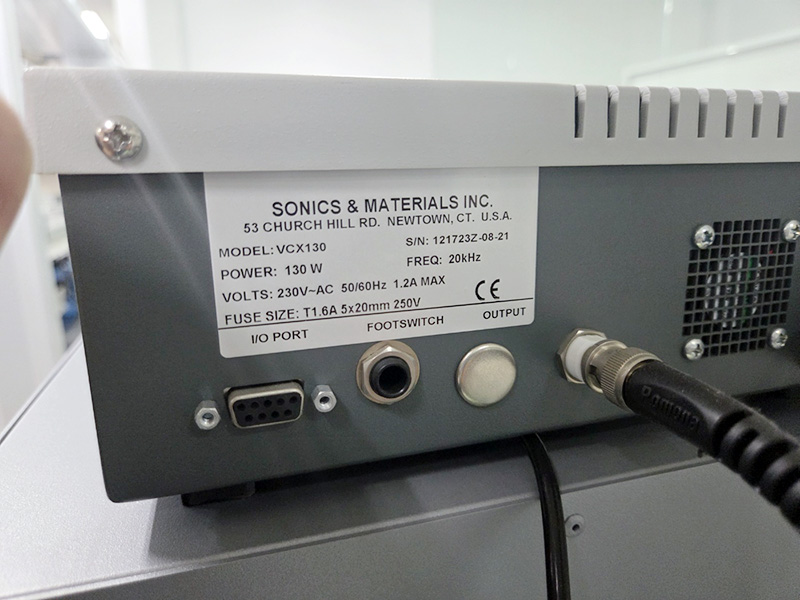 SONICS & MATERIALS INC.
53 CHURCH HILL RD. NEWTOWN, CT. U.S.A.
MODEL: VCX130 S/N: 121723Z-08-21
POWER: 130 W FREQ: 20kHz
VOLTS: 230V~AC 50/60Hz 1.2A MAX
FUSE SIZE: T1.6A 5x20mm 250V CE
I/O PORT FOOTSWITCH OUTPUT
Pomona